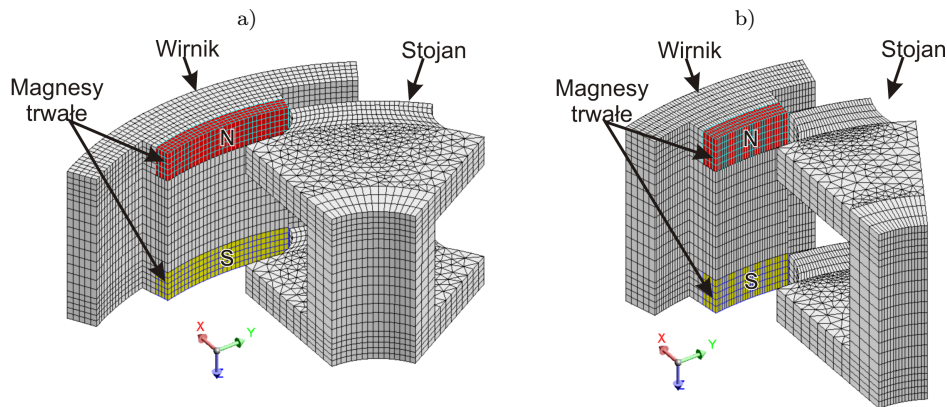 a)
Wirnik
Stojan
Magnesy
trwałe
N
S
X
Y
Z
b)
Wirnik
Stojan
Magnesy
trwałe
N
S
X
Y
Z